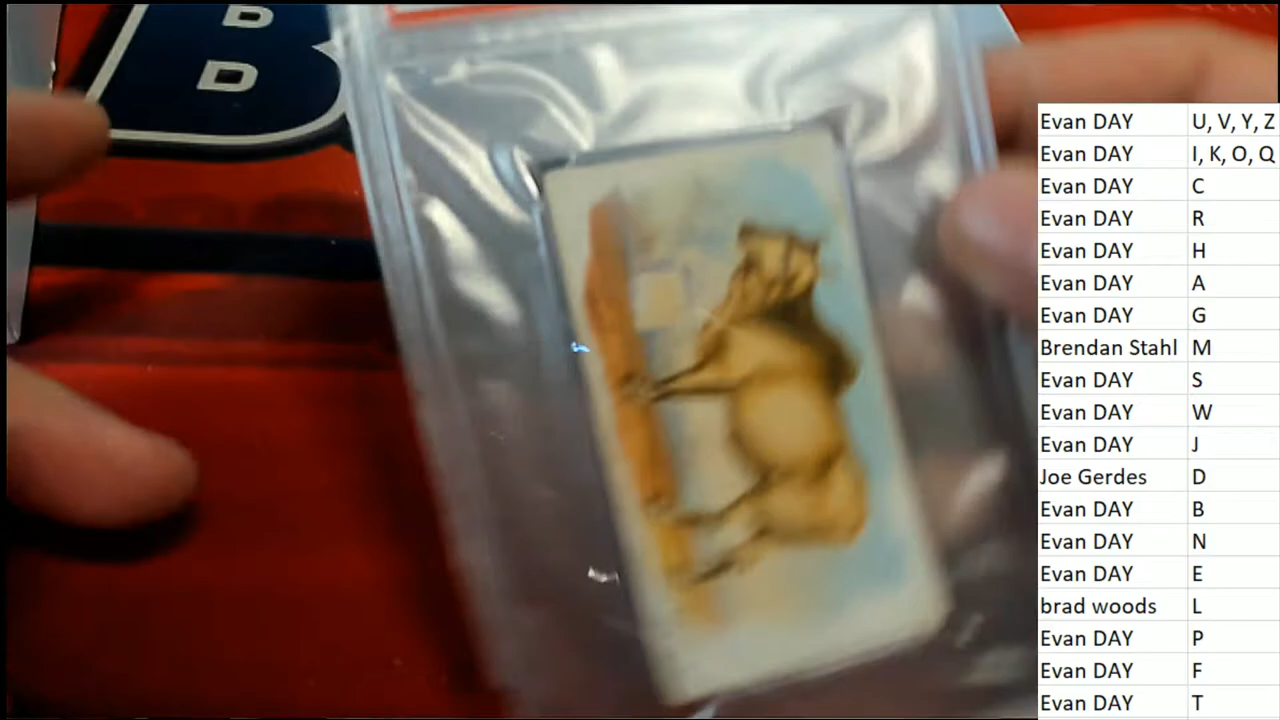 B
D
Evan DAY U, V, Y, Z
Evan DAY I, K, O, Q
Evan DAY C
Evan DAY R
Evan DAY H
Evan DAY A
Evan DAY G
Brendan Stahl M
Evan DAY S
Evan DAY W
Evan DAY J
Joe Gerdes D
Evan DAY B
Evan DAY N
Evan DAY E
brad woods L
Evan DAY P
Evan DAY F
Evan DAY T